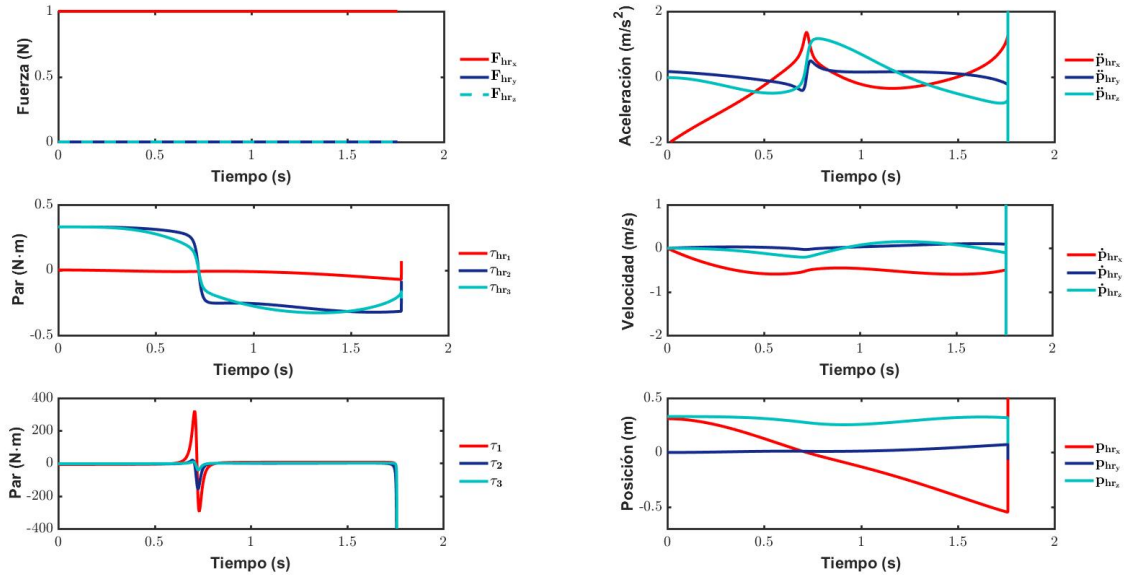 Fuerza (N)
1
0.5
0
0 0.5 1 1.5 2
Tiempo (s)
F_hr_x
F_hr_y
F_hr_z
Aceleración (m/s²)
2
0
-2
0 0.5 1 1.5 2
Tiempo (s)
p̈_hr_x
p̈_hr_y
p̈_hr_z
Par (N·m)
0.5
0
-0.5
0 0.5 1 1.5 2
Tiempo (s)
τ_hr_1
τ_hr_2
τ_hr_3
Velocidad (m/s)
1
0
-1
-2
0 0.5 1 1.5 2
Tiempo (s)
ṗ_hr_x
ṗ_hr_y
ṗ_hr_z
Par (N·m)
400
200
0
-200
-400
0 0.5 1 1.5 2
Tiempo (s)
τ_1
τ_2
τ_3
Posición (m)
0.5
0
-0.5
0 0.5 1 1.5 2
Tiempo (s)
p_hr_x
p_hr_y
p_hr_z